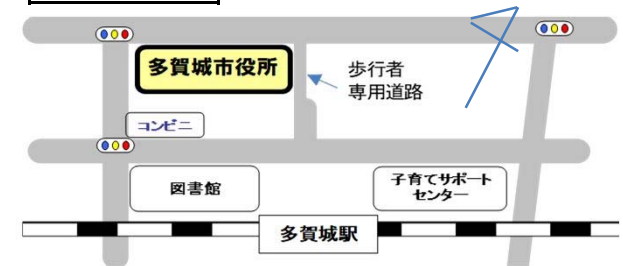 多賀城市役所
歩行者
専用道路
コンビニ
図書館
子育てサポート
センター
多賀城駅